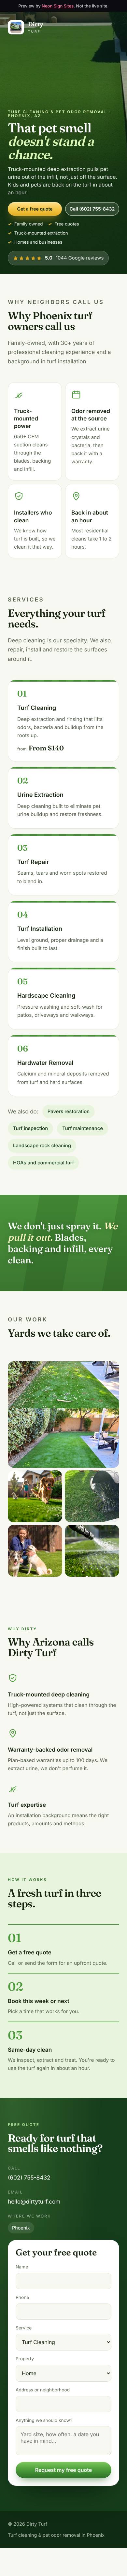 Preview by Neon Sign Sites. Not the live site.
Dirty
TURF
TURF CLEANING & PET ODOR REMOVAL · PHOENIX, AZ
That pet smell
doesn't stand a
chance.
Truck-mounted deep extraction pulls pet
urine out of the infill, not just off the surface.
Kids and pets are back on the turf in about
an hour.
Get a free quote
Call (602) 755-8432
✓ Family owned ✓ Free quotes
✓ Truck-mounted extraction
✓ Homes and businesses
★★★★★ 5.0 1044 Google reviews
WHY NEIGHBORS CALL US
Why Phoenix turf
owners call us
Family-owned, with 30+ years of
professional cleaning experience and a
background in turf installation.
Truck-
mounted
power
850+ CFM
suction cleans
through the
blades, backing
and infill.
Odor removed
at the source
We extract urine
crystals and
bacteria, then
back it with a
warranty.
Installers who
clean
We know how
turf is built, so we
clean it that way.
Back in about
an hour
Most residential
cleans take 1 to 2
hours.
SERVICES
Everything your turf
needs.
Deep cleaning is our specialty. We also
repair, install and restore the surfaces
around it.
01
Turf Cleaning
Deep extraction and rinsing that lifts
odors, bacteria and buildup from the
roots up.
from From $140
02
Urine Extraction
Deep cleaning built to eliminate pet
urine buildup and restore freshness.
03
Turf Repair
Seams, tears and worn spots restored
to blend in.
04
Turf Installation
Level ground, proper drainage and a
finish built to last.
05
Hardscape Cleaning
Pressure washing and soft-wash for
patios, driveways and walkways.
06
Hardwater Removal
Calcium and mineral deposits removed
from turf and hard surfaces.
We also do:
Pavers restoration
Turf inspection
Turf maintenance
Landscape rock cleaning
HOAs and commercial turf
We don't just spray it. We
pull it out. Blades,
backing and infill, every
clean.
OUR WORK
Yards we take care of.
WHY DIRTY
Why Arizona calls
Dirty Turf
Truck-mounted deep cleaning
High-powered systems that clean through the
turf, not just the surface.
Warranty-backed odor removal
Plan-based warranties up to 100 days. We
extract urine, we don't perfume it.
Turf expertise
An installation background means the right
products, amounts and methods.
HOW IT WORKS
A fresh turf in three
steps.
01
Get a free quote
Call or send the form for an upfront quote.
02
Book this week or next
Pick a time that works for you.
03
Same-day clean
We inspect, extract and treat. You're ready to
use the turf again in about an hour.
FREE QUOTE
Ready for turf that
smells like nothing?
CALL
(602) 755-8432
EMAIL
hello@dirtyturf.com
WHERE WE WORK
Phoenix
Get your free quote
Name
Phone
Service
Turf Cleaning
Property
Home
Address or neighborhood
Anything we should know?
Yard size, how often, a date you
have in mind...
Request my free quote
© 2026 Dirty Turf
Turf cleaning & pet odor removal in Phoenix